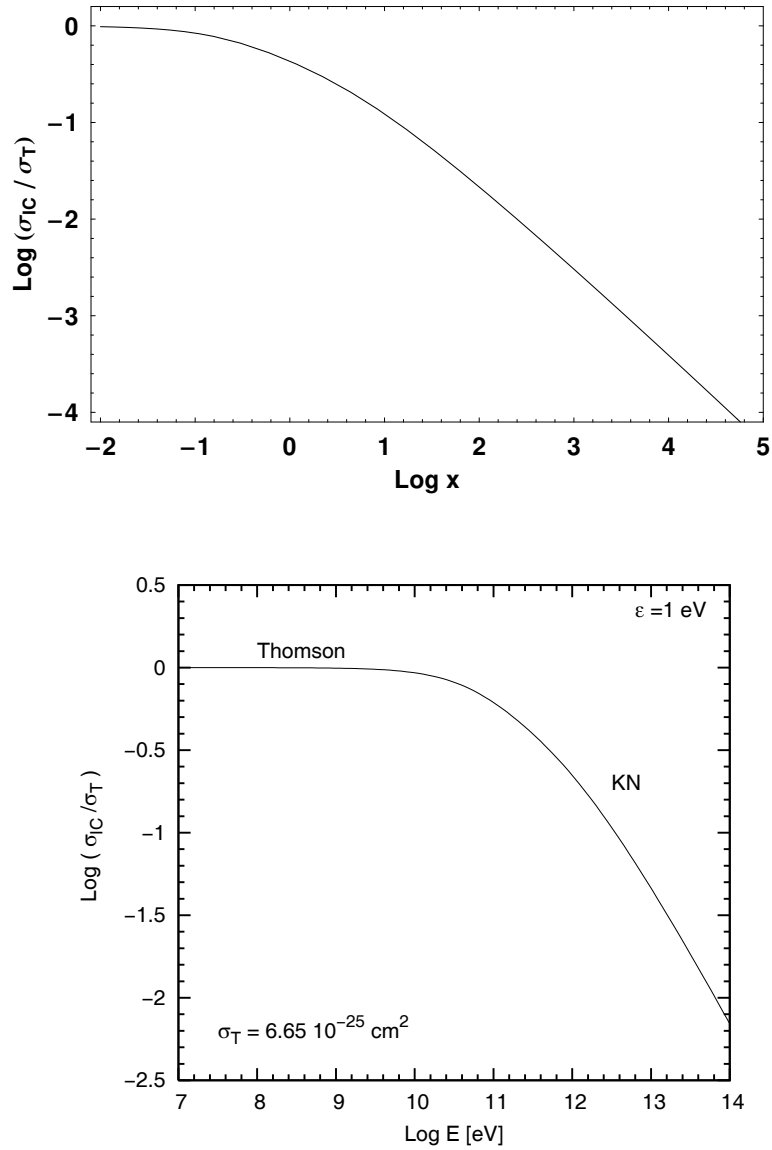 Log (σIC / σT)
0
−1
−2
−3
−4
−2 −1 0 1 2 3 4 5
Log x
Log ( σIC /σT )
0.5
0
−0.5
−1
−1.5
−2
−2.5
ε =1 eV
Thomson
KN
σT = 6.65 10−25 cm2
7 8 9 10 11 12 13 14
Log E [eV]